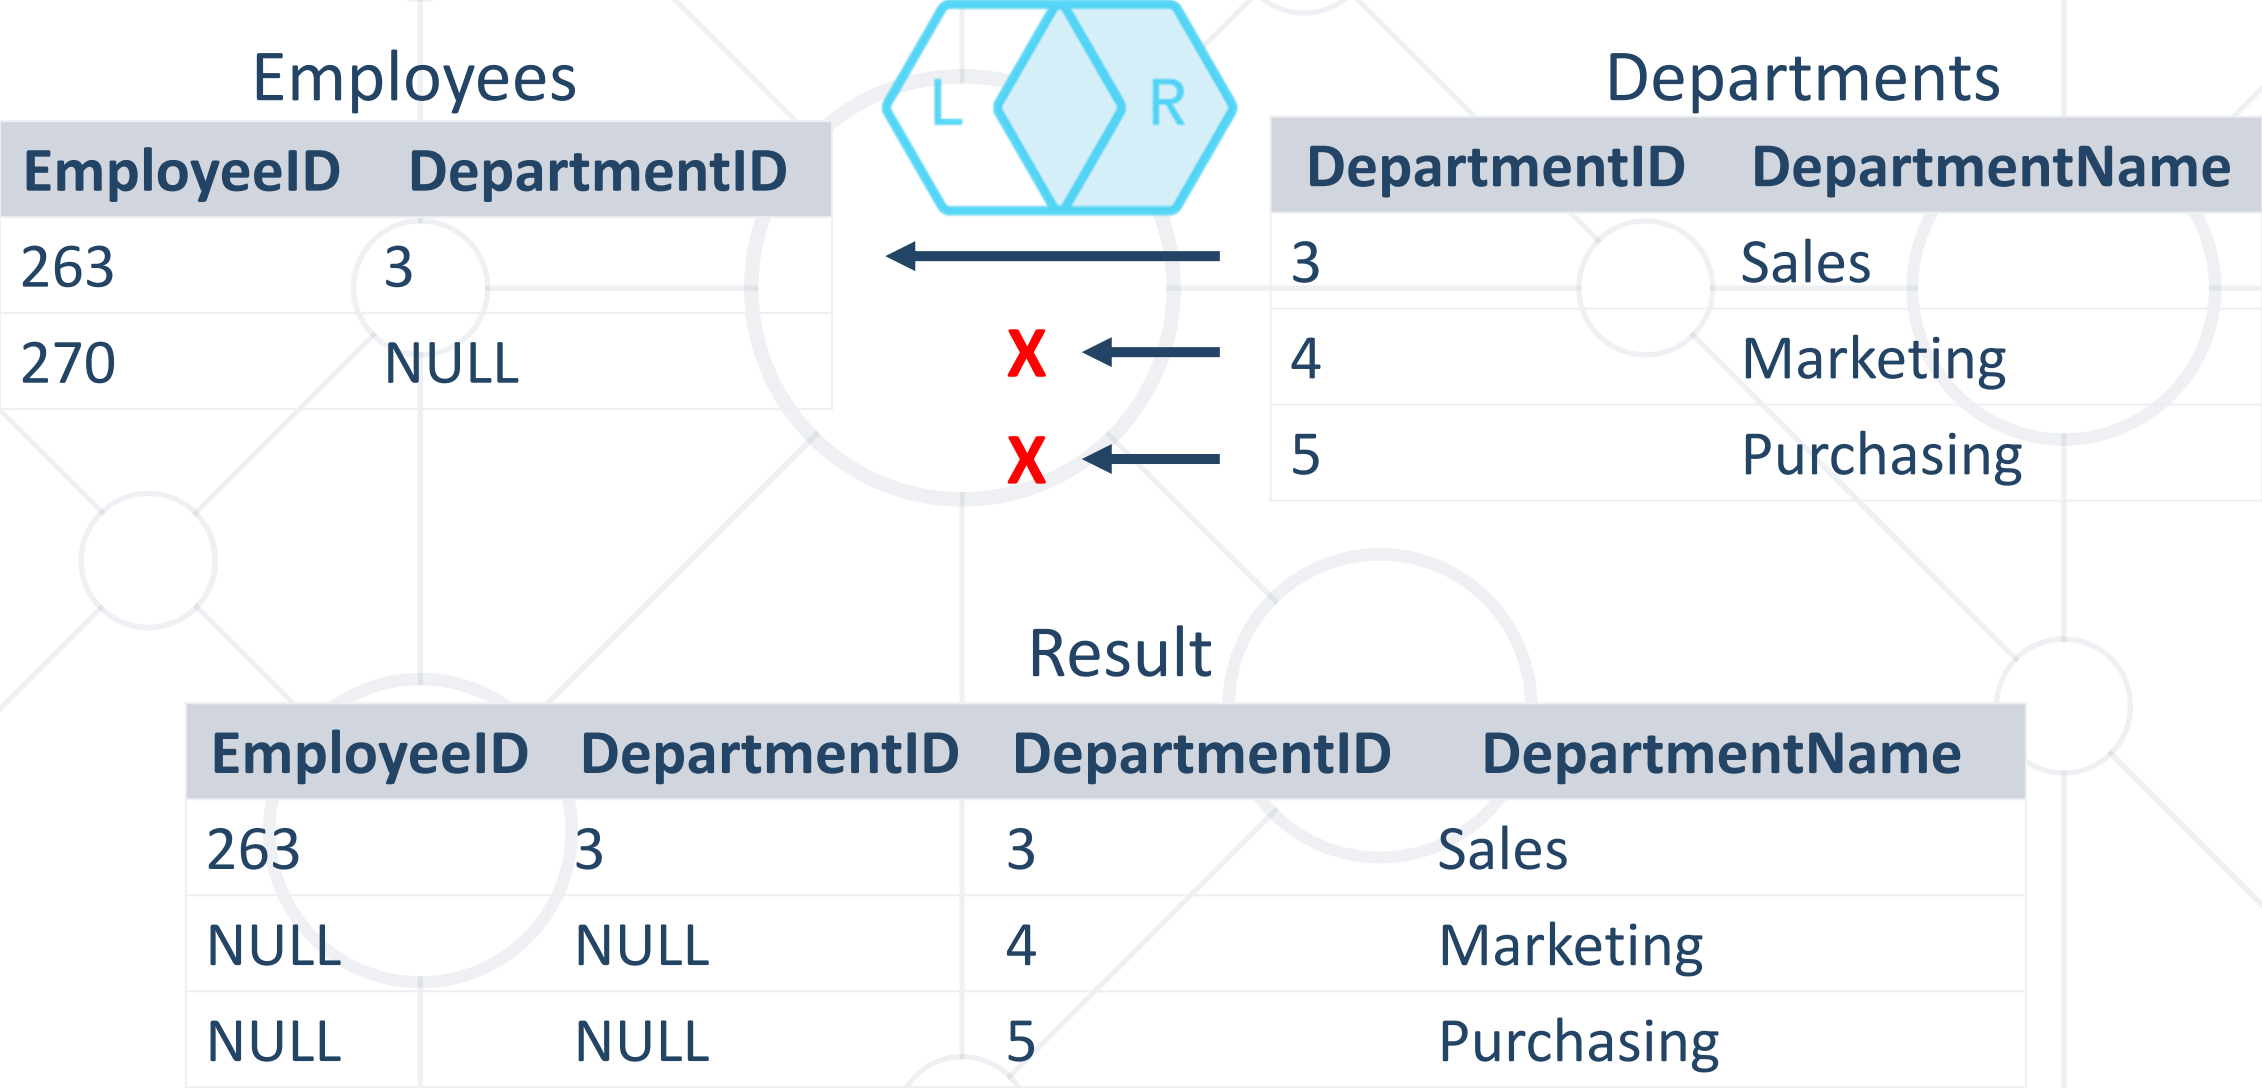 Employees
EmployeeID DepartmentID
263 3
270 NULL
L R
X
X
Departments
DepartmentID DepartmentName
3 Sales
4 Marketing
5 Purchasing
Result
EmployeeID DepartmentID DepartmentID DepartmentName
263 3 3 Sales
NULL NULL 4 Marketing
NULL NULL 5 Purchasing